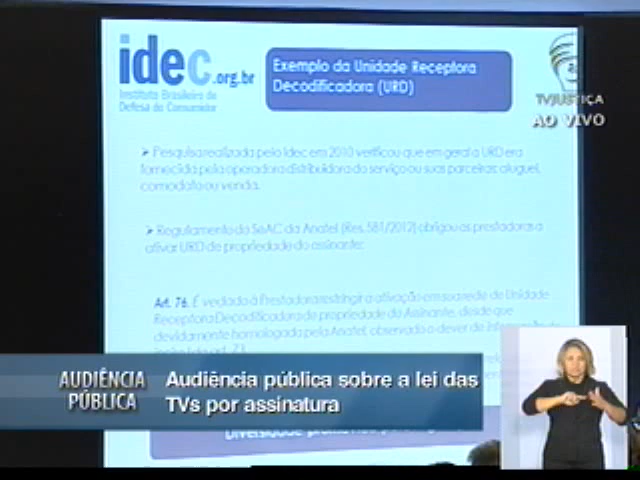 idec.org.br
Instituto Brasileiro de
Defesa do Consumidor
Exemplo da Unidade Receptora
Decodificadora (URD)
TVJUSTIÇA
AO VIVO
➤ Pesquisa realizada pelo Idec em 2010 verificou que em geral a URD era
fornecida pela operadora distribuidora do serviço ou suas parceiras: aluguel,
comodato ou venda.
➤ Regulamento do SeAC da Anatel (Res. 581/2012) obrigou as prestadoras a
ativar URD de propriedade do assinante:
Art. 76. É vedado à Prestadora restringir a ativação em sua rede de Unidade
Receptora Decodificadora de propriedade do Assinante, desde que
devidamente homologada pela Anatel, observado o dever de
art. 73.
AUDIÊNCIA
PÚBLICA
Audiência pública sobre a lei das
TVs por assinatura
Diversidade